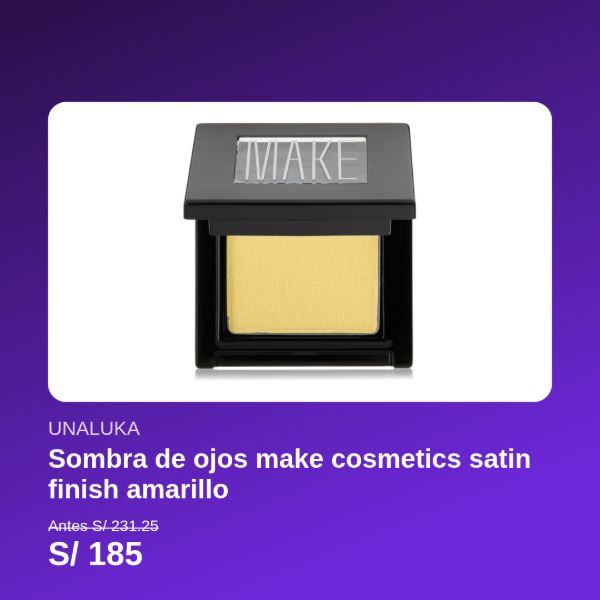 MAKE
UNALUKA
Sombra de ojos make cosmetics satin
finish amarillo
Antes S/ 231.25
S/ 185